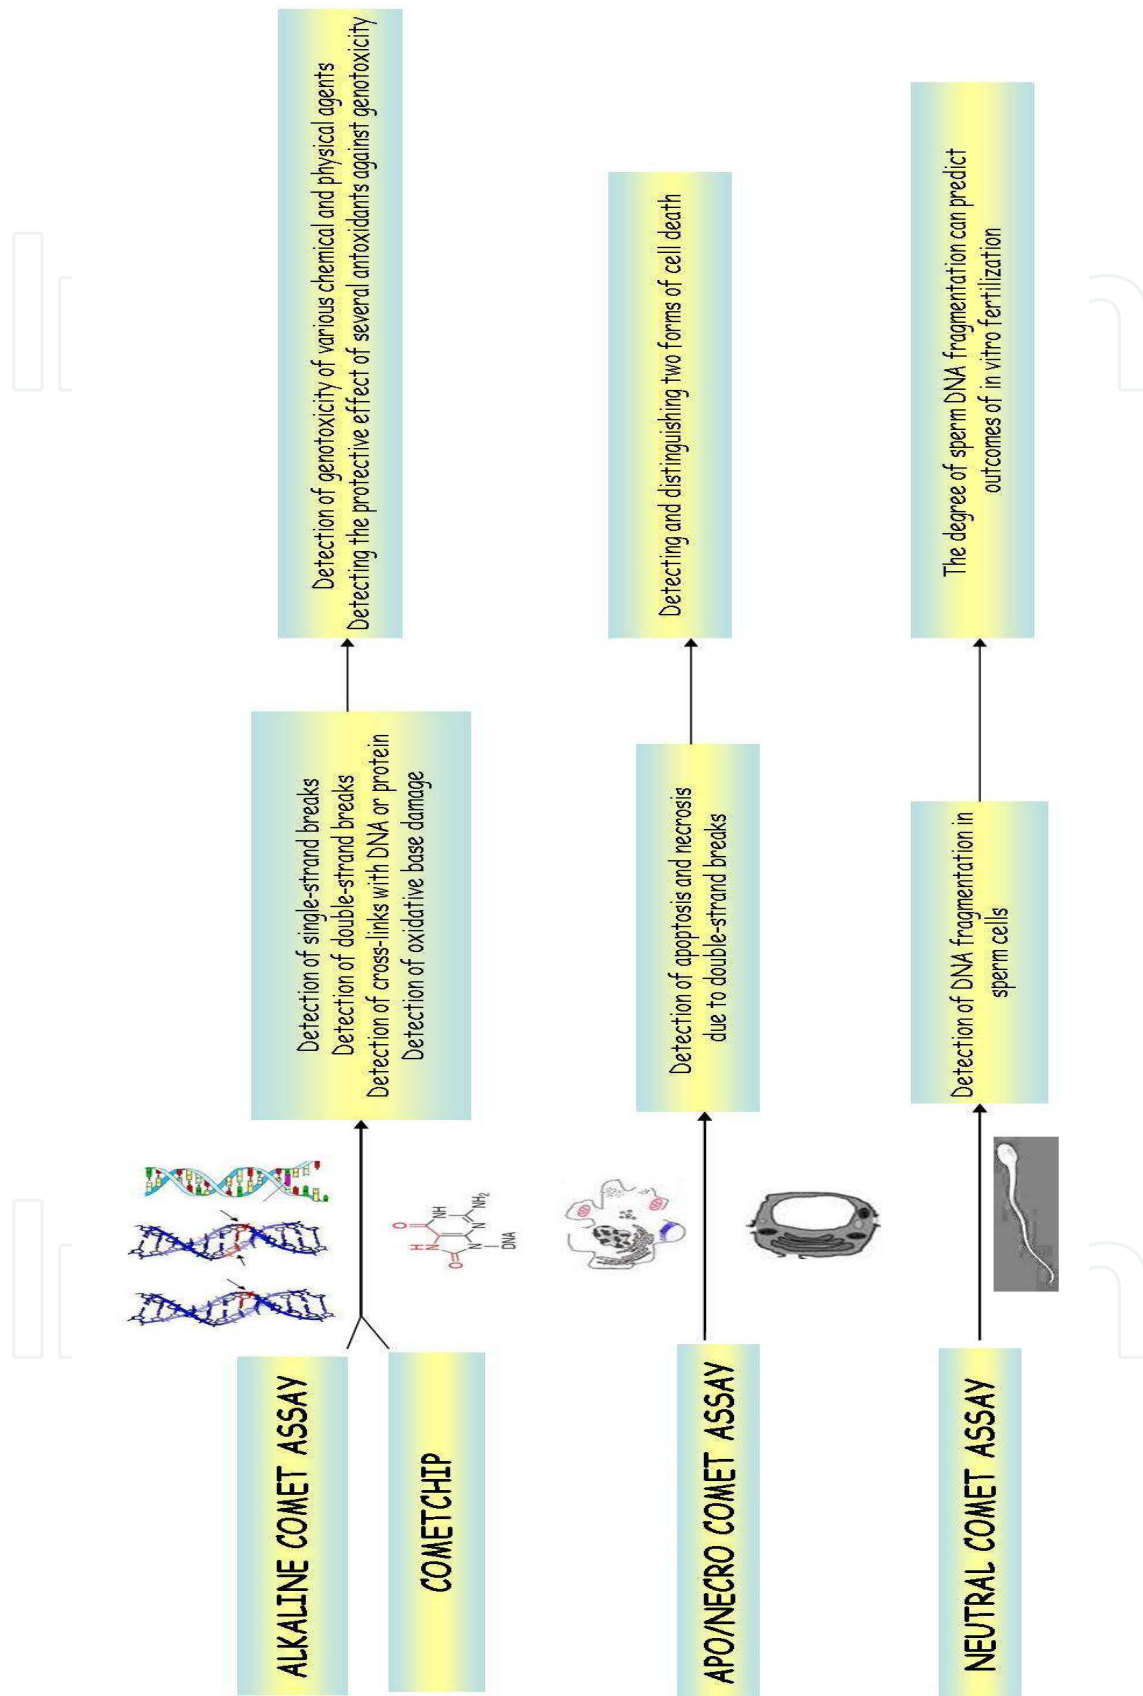 ALKALINE COMET ASSAY
COMETCHIP
O
H
N
NH
O
N
N
NH₂
DNA
Detection of single-strand breaks
Detection of double-strand breaks
Detection of cross-links with DNA or protein
Detection of oxidative base damage
Detection of genotoxicity of various chemical and physical agents
Detecting the protective effect of several antoxidants against genotoxicity
APO/NECRO COMET ASSAY
Detection of apoptosis and necrosis
due to double-strand breaks
Detecting and distinguishing two forms of cell death
NEUTRAL COMET ASSAY
Detection of DNA fragmentation in
sperm cells
The degree of sperm DNA fragmentation can predict
outcomes of in vitro fertilization